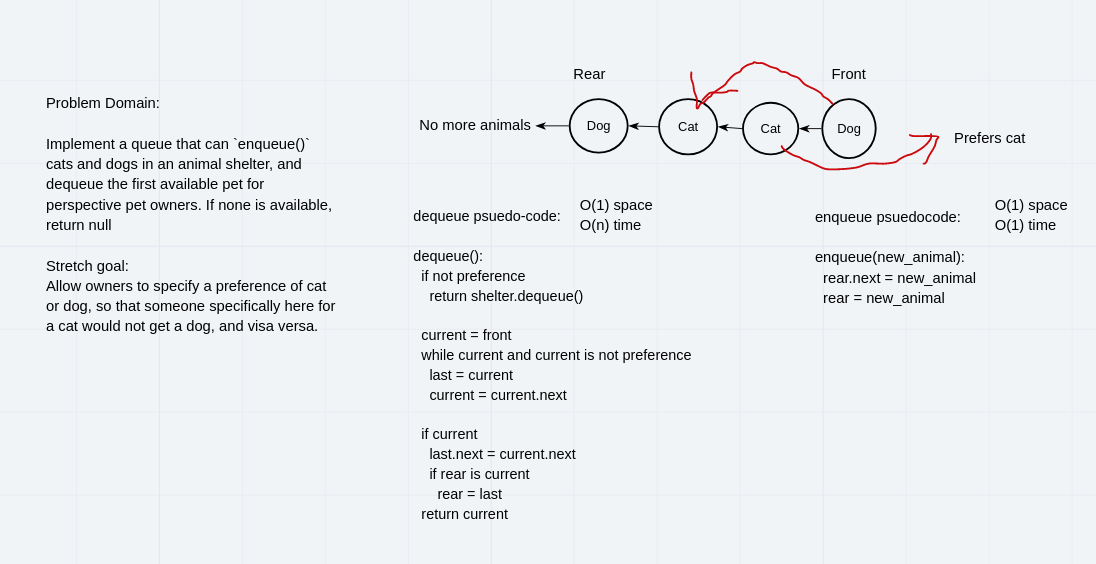 Problem Domain:
Implement a queue that can `enqueue()`
cats and dogs in an animal shelter, and
dequeue the first available pet for
perspective pet owners. If none is available,
return null
Stretch goal:
Allow owners to specify a preference of cat
or dog, so that someone specifically here for
a cat would not get a dog, and visa versa.
Rear
Front
No more animals
Dog
Cat
Cat
Dog
Prefers cat
dequeue psuedo-code:
O(1) space
O(n) time
dequeue():
if not preference
return shelter.dequeue()
current = front
while current and current is not preference
last = current
current = current.next
if current
last.next = current.next
if rear is current
rear = last
return current
enqueue psuedocode:
O(1) space
O(1) time
enqueue(new_animal):
rear.next = new_animal
rear = new_animal